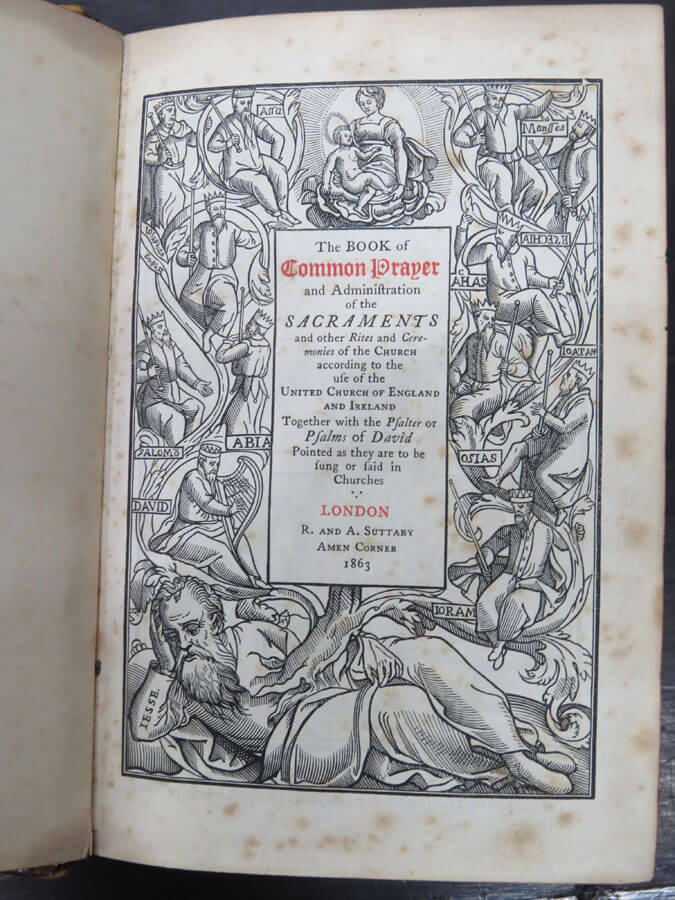 The BOOK of
Common Prayer
and Adminiſtration
of the
SACRAMENTS
and other Rites and Cere-
monies of the CHURCH
according to the
uſe of the
UNITED CHURCH OF ENGLAND
AND IRELAND
Together with the Pſalter or
Pſalms of David
Pointed as they are to be
ſung or ſaid in
Churches
LONDON
R. AND A. SUTTABY
AMEN CORNER
1863
AHAS
IOATAM
OSIAS
IORAM
ABIA
SALOMO
DAVID
IESSE.